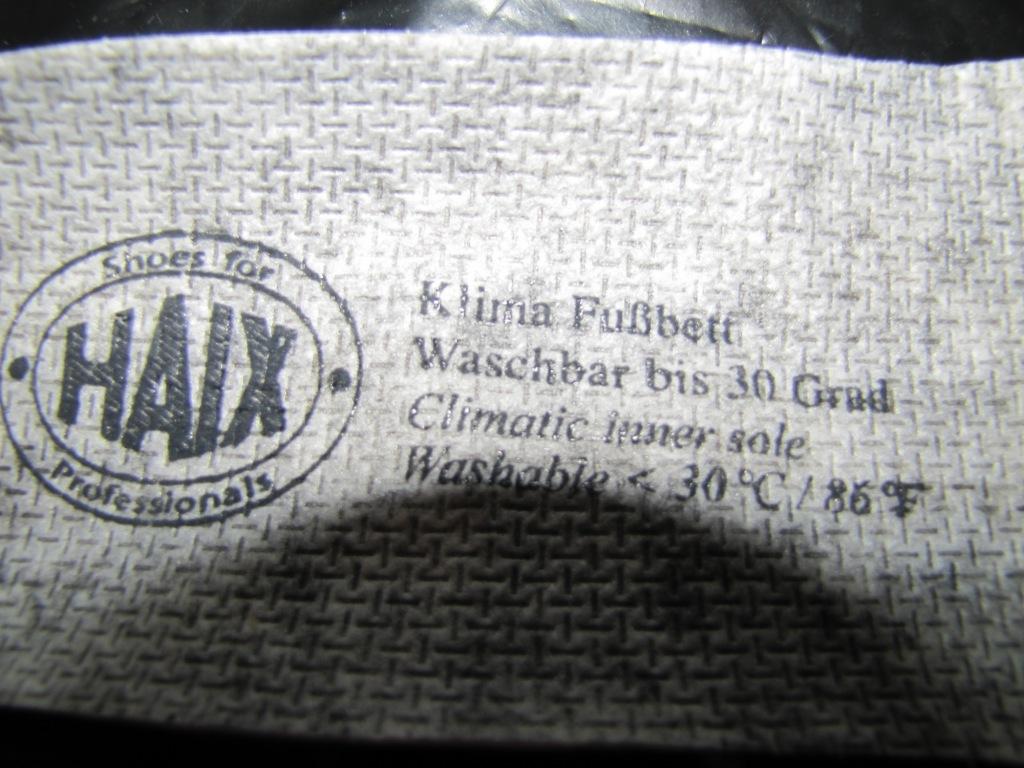 Shoes for
HAIX
Professionals
Klima Fußbett
Waschbar bis 30 Grad
Climatic inner sole
Washable < 30 °C / 86 °F